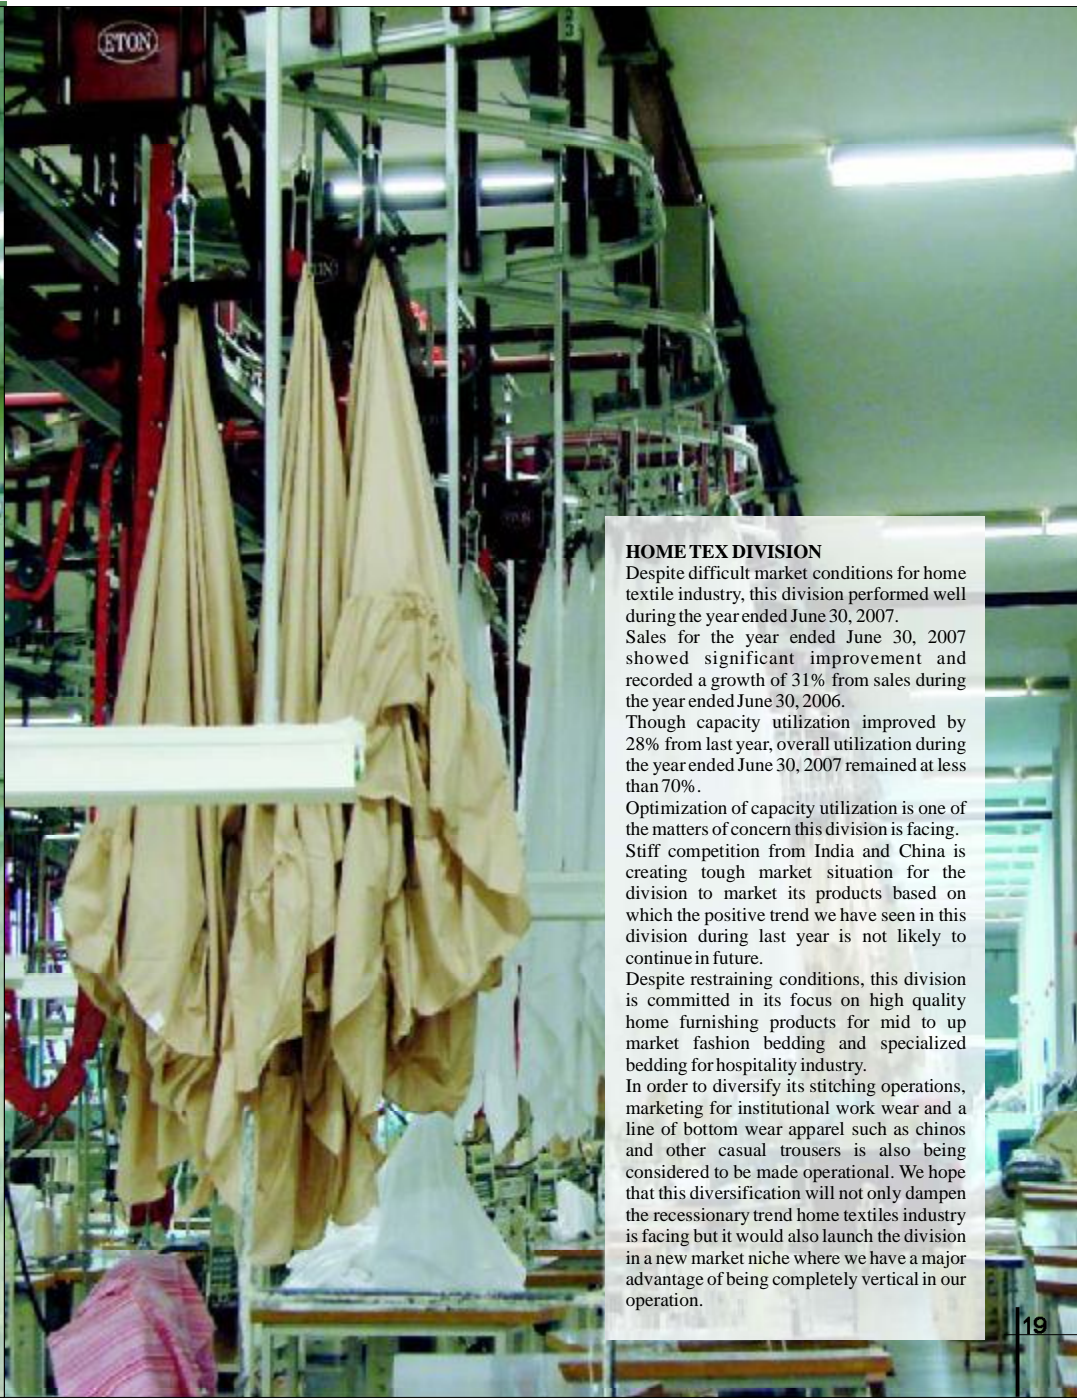 ETON
HOME TEX DIVISION
Despite difficult market conditions for home
textile industry, this division performed well
during the year ended June 30, 2007.
Sales for the year ended June 30, 2007
showed significant improvement and
recorded a growth of 31% from sales during
the year ended June 30, 2006.
Though capacity utilization improved by
28% from last year, overall utilization during
the year ended June 30, 2007 remained at less
than 70%.
Optimization of capacity utilization is one of
the matters of concern this division is facing.
Stiff competition from India and China is
creating tough market situation for the
division to market its products based on
which the positive trend we have seen in this
division during last year is not likely to
continue in future.
Despite restraining conditions, this division
is committed in its focus on high quality
home furnishing products for mid to up
market fashion bedding and specialized
bedding for hospitality industry.
In order to diversify its stitching operations,
marketing for institutional work wear and a
line of bottom wear apparel such as chinos
and other casual trousers is also being
considered to be made operational. We hope
that this diversification will not only dampen
the recessionary trend home textiles industry
is facing but it would also launch the division
in a new market niche where we have a major
advantage of being completely vertical in our
operation.
19